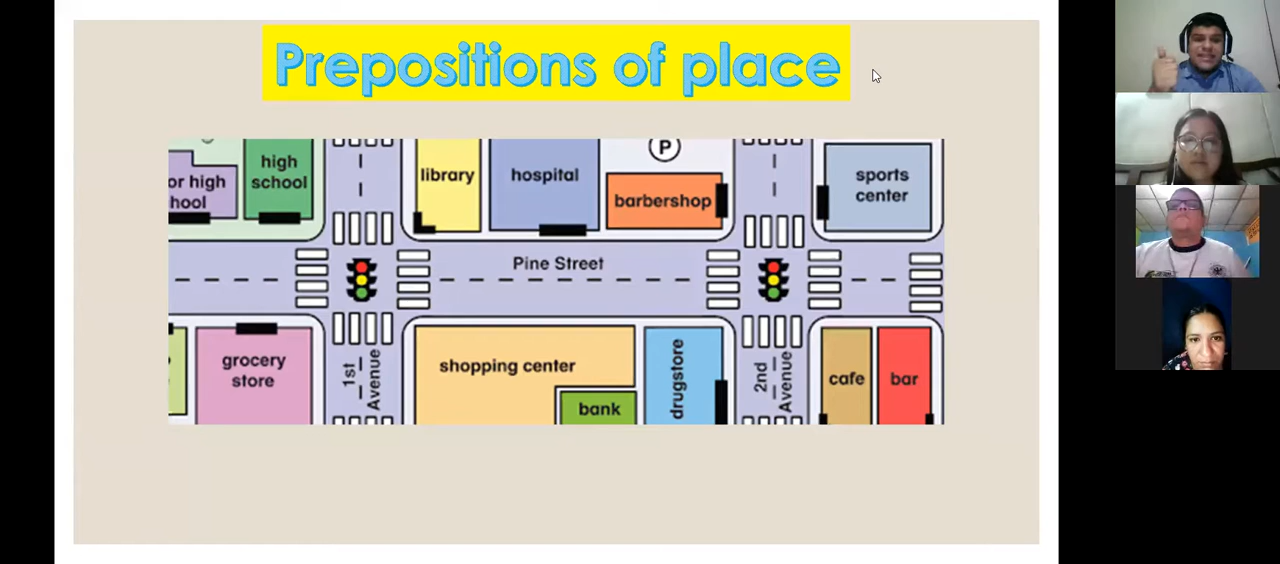 Prepositions of place
P
high
school
or high
hool
library
hospital
barbershop
sports
center
Pine Street
grocery
store
1st
Avenue
shopping center
bank
drugstore
2nd
Avenue
cafe
bar